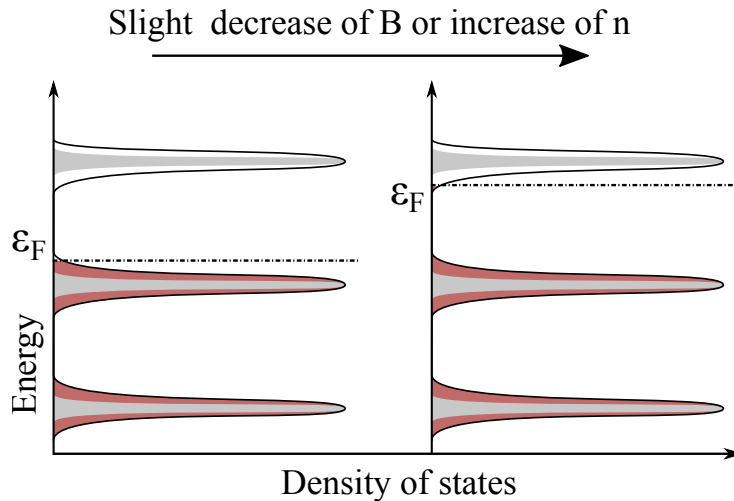 Slight decrease of B or increase of n
εF
εF
Energy
Density of states